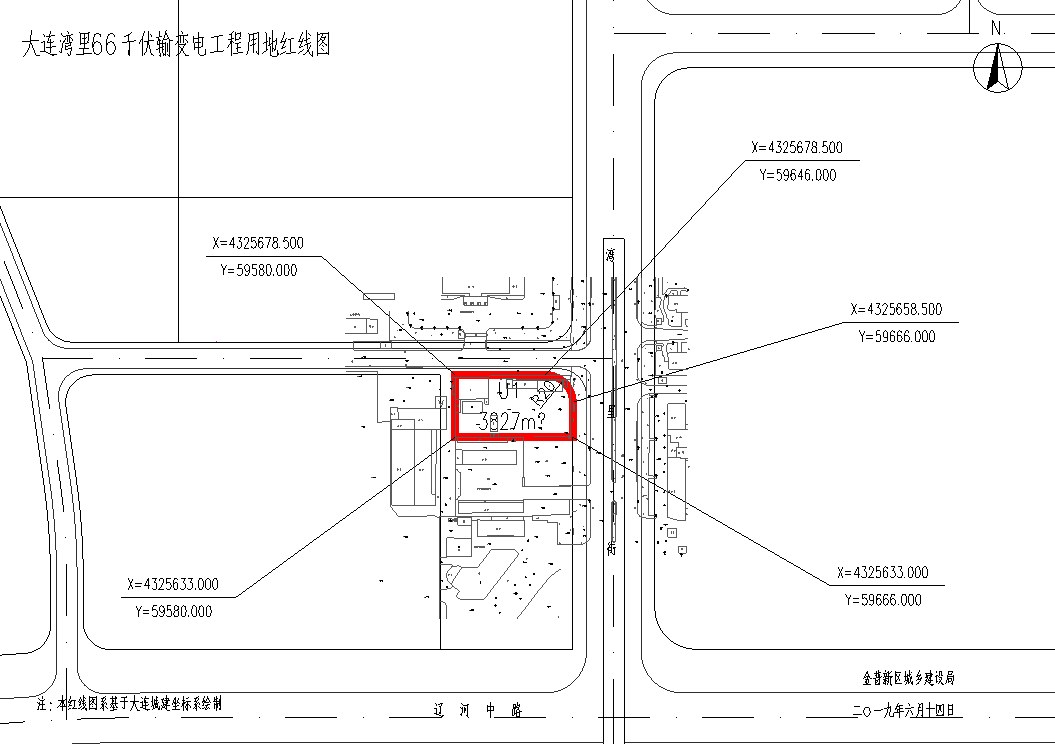 大连湾里66千伏输变电工程用地红线图
N
X=4325678.500
Y=59646.000
X=4325678.500
Y=59580.000
湾里街
X=4325658.500
Y=59666.000
U1
R20
3827m²
X=4325633.000
Y=59666.000
X=4325633.000
Y=59580.000
金普新区城乡建设局
注：本红线图系基于大连城建坐标系绘制
辽河中路
二〇一九年六月十四日